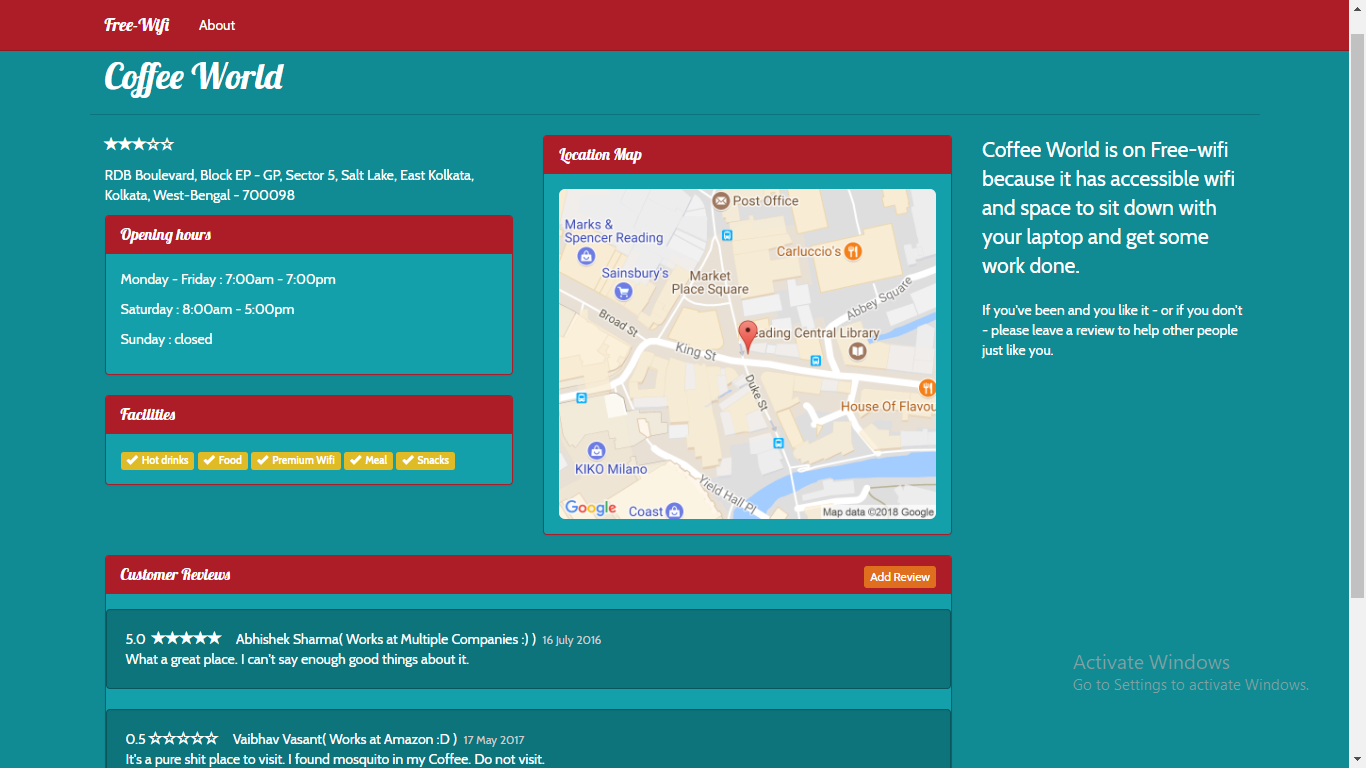 Free-Wifi About
Coffee World
★★★☆☆
RDB Boulevard, Block EP - GP, Sector 5, Salt Lake, East Kolkata,
Kolkata, West-Bengal - 700098
Opening hours
Monday - Friday : 7:00am - 7:00pm
Saturday : 8:00am - 5:00pm
Sunday : closed
Facilities
✔ Hot drinks ✔ Food ✔ Premium Wifi ✔ Meal ✔ Snacks
Location Map
Post Office
Marks &
Spencer Reading
Carluccio's
Sainsbury's
Market
Place Square
Abbey Square
Broad St
eading Central Library
King St
Duke St
House Of Flavou
KIKO Milano
Yield Hall Pl
Google
Coast
Map data ©2018 Google
Coffee World is on Free-wifi
because it has accessible wifi
and space to sit down with
your laptop and get some
work done.
If you've been and you like it - or if you don't
- please leave a review to help other people
just like you.
Customer Reviews Add Review
5.0 ★★★★★ Abhishek Sharma( Works at Multiple Companies :) ) 16 July 2016
What a great place. I can't say enough good things about it.
0.5 ☆☆☆☆☆ Vaibhav Vasant( Works at Amazon :D ) 17 May 2017
It's a pure shit place to visit. I found mosquito in my Coffee. Do not visit.
Activate Windows
Go to Settings to activate Windows.